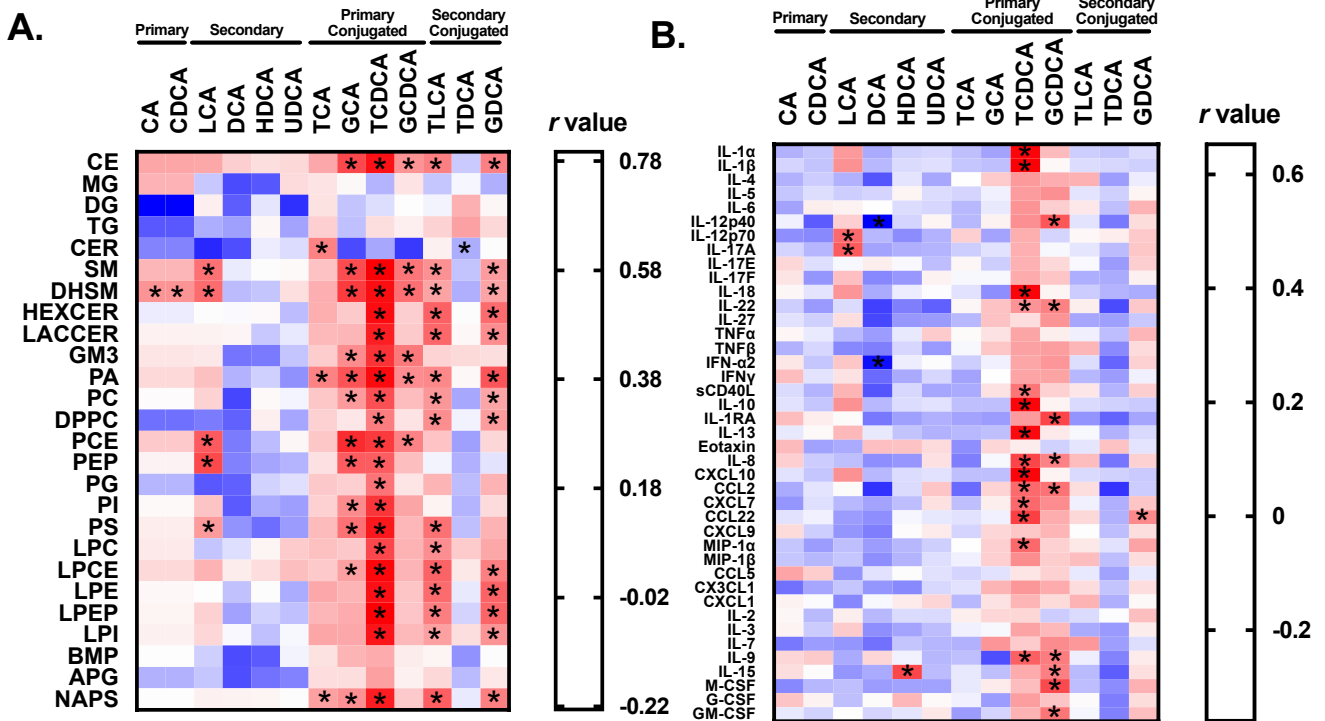 A.
Primary
Secondary
Primary
Conjugated
Secondary
Conjugated
CA
CDCA
LCA
DCA
HDCA
UDCA
TCA
GCA
TCDCA
GCDCA
TLCA
TDCA
GDCA
r value
CE * * * * *
MG
DG
TG
CER * *
SM * * * * * *
DHSM * * * * * * * *
HEXCER * * *
LACCER * * *
GM3 * * *
PA * * * * * *
PC * * * *
DPPC * * *
PCE * * * *
PEP * * *
PG *
PI * *
PS * * * *
LPC * *
LPCE * * * *
LPE * * *
LPEP * * *
LPI * * *
BMP
APG
NAPS * * * * *
0.78
0.58
0.38
0.18
-0.02
-0.22
B.
Primary
Secondary
Primary
Conjugated
Secondary
Conjugated
CA
CDCA
LCA
DCA
HDCA
UDCA
TCA
GCA
TCDCA
GCDCA
TLCA
TDCA
GDCA
r value
IL-1α *
IL-1β *
IL-4
IL-5
IL-6
IL-12p40 * *
IL-12p70 *
IL-17A *
IL-17E
IL-17F
IL-18 *
IL-22 * *
IL-27
TNFα
TNFβ
IFN-α2 *
IFNγ
sCD40L *
IL-10 *
IL-1RA *
IL-13 *
Eotaxin
IL-8 * *
CXCL10 *
CCL2 * *
CXCL7 *
CCL22 * *
CXCL9
MIP-1α *
MIP-1β
CCL5
CX3CL1
CXCL1
IL-2
IL-3
IL-7
IL-9 * *
IL-15 * *
M-CSF *
G-CSF
GM-CSF *
0.6
0.4
0.2
0
-0.2